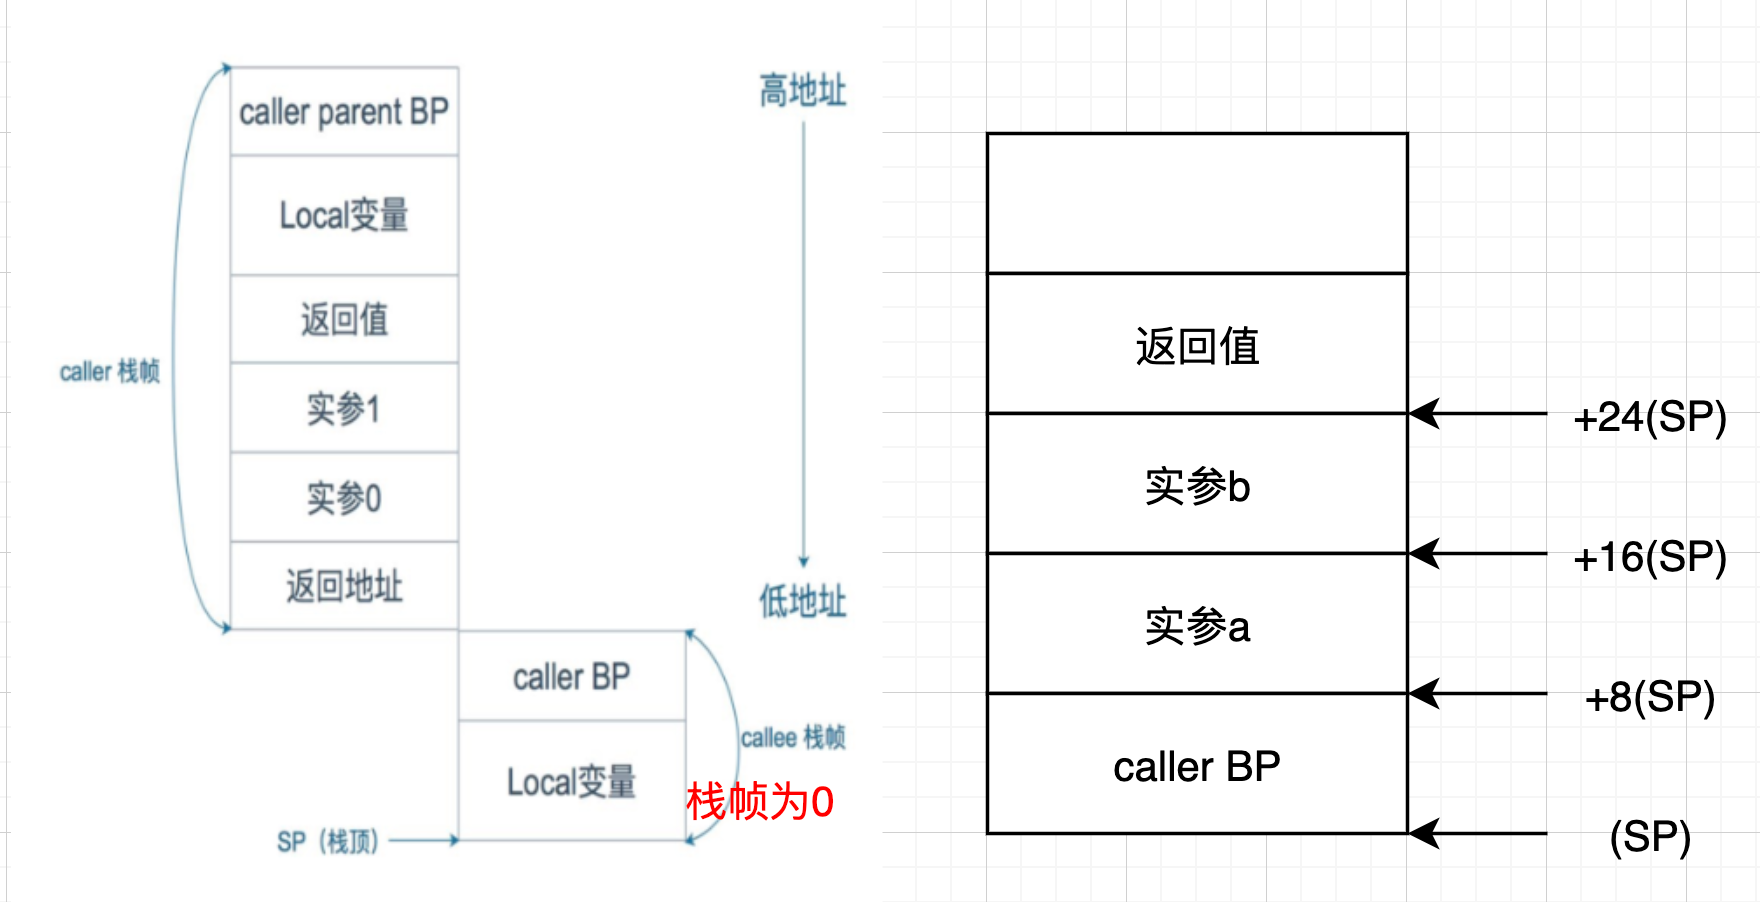 caller parent BP
Local变量
返回值
实参1
实参0
返回地址
caller 栈帧
caller BP
Local变量
callee 栈帧
栈帧为0
SP（栈顶）
高地址
低地址
返回值
实参b
实参a
caller BP
+24(SP)
+16(SP)
+8(SP)
(SP)